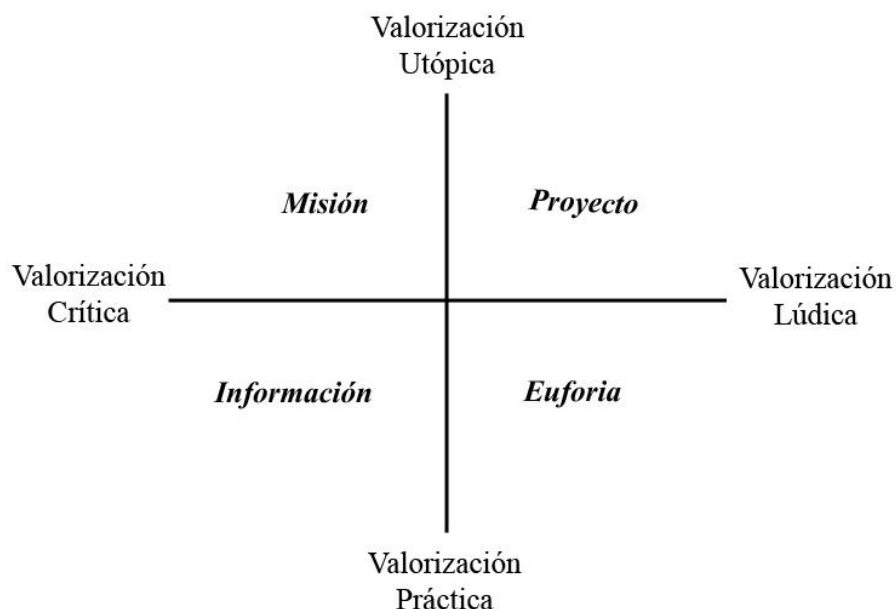 Valorización
Utópica
Misión
Proyecto
Valorización
Crítica
Valorización
Lúdica
Información
Euforia
Valorización
Práctica